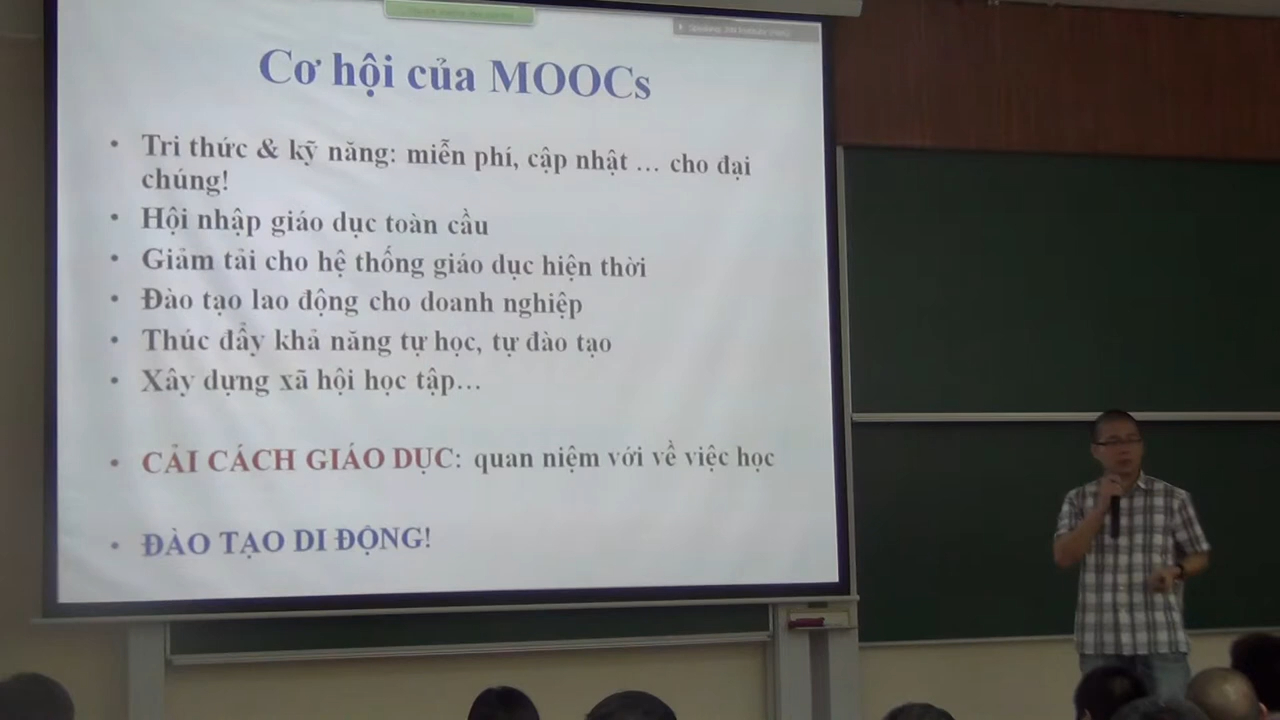 Cơ hội của MOOCs
• Tri thức & kỹ năng: miễn phí, cập nhật … cho đại
chúng!
• Hội nhập giáo dục toàn cầu
• Giảm tải cho hệ thống giáo dục hiện thời
• Đào tạo lao động cho doanh nghiệp
• Thúc đẩy khả năng tự học, tự đào tạo
• Xây dựng xã hội học tập…
• CẢI CÁCH GIÁO DỤC: quan niệm với về việc học
• ĐÀO TẠO DI ĐỘNG!